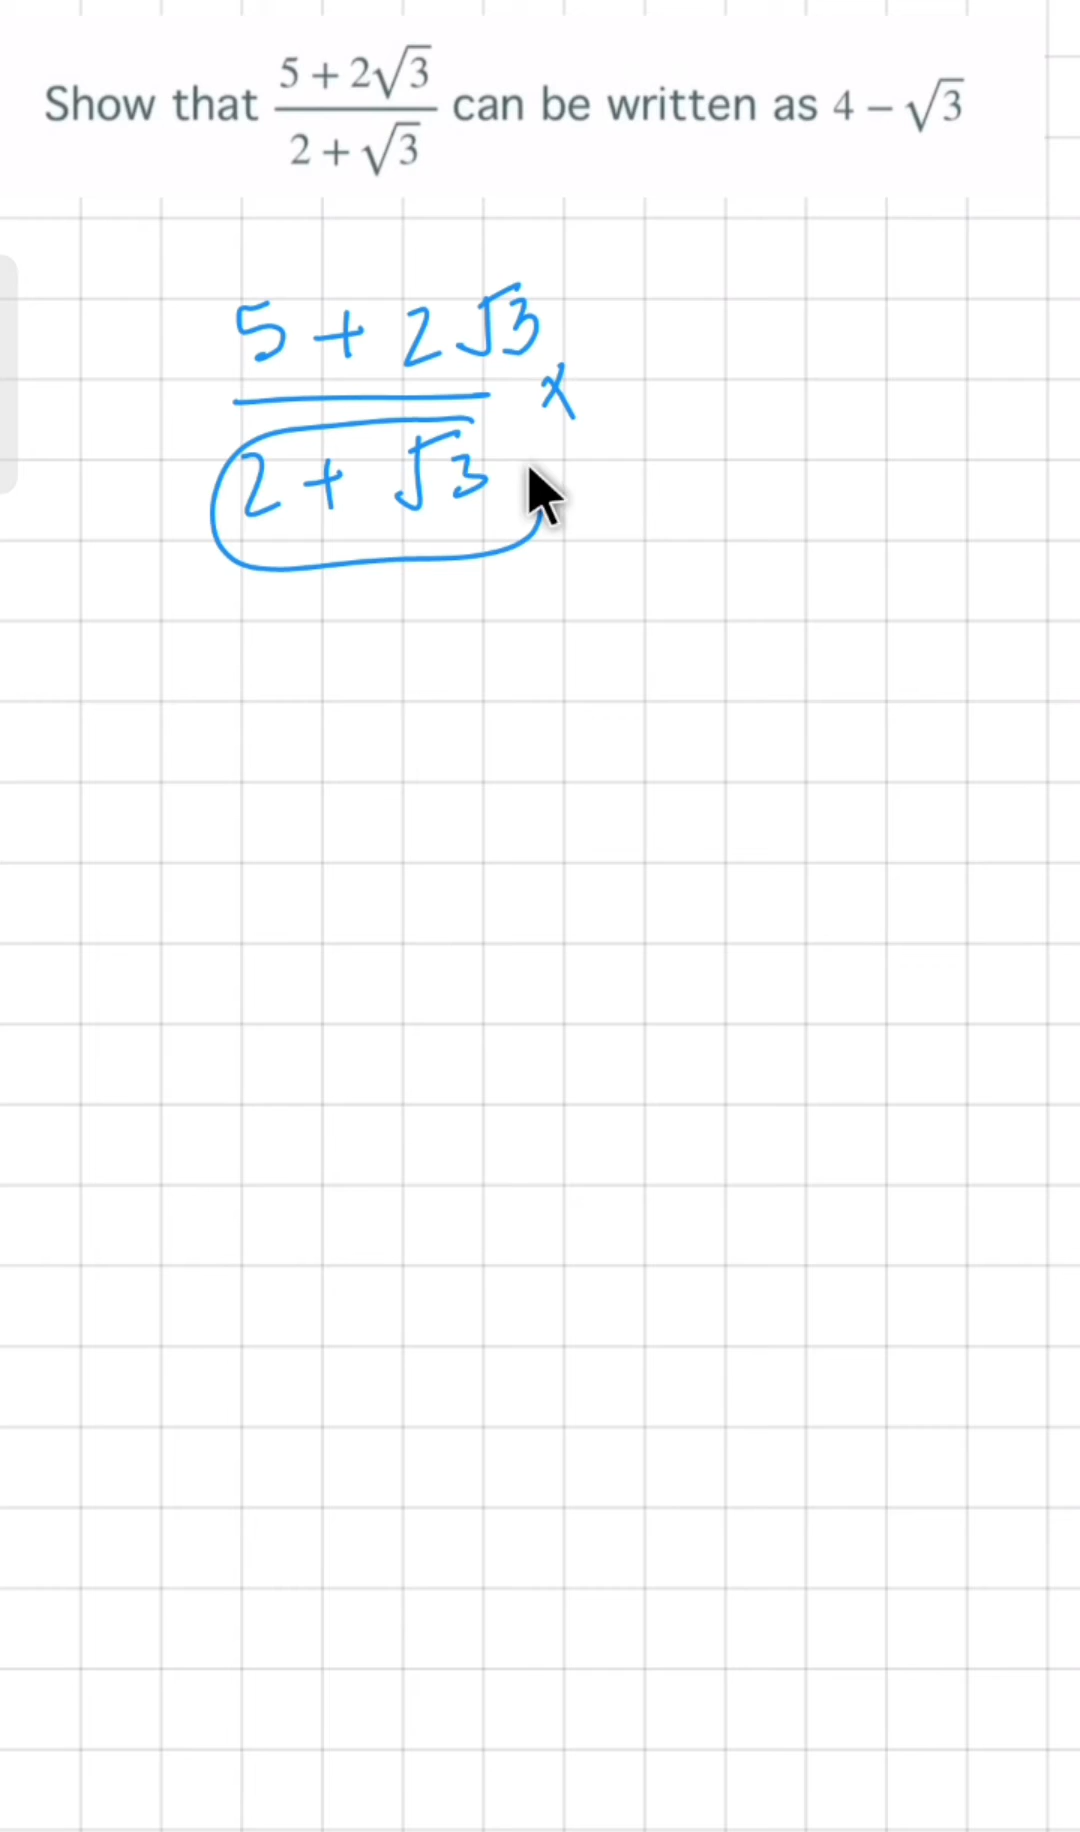 Show that (5 + 2√3)/(2 + √3) can be written as 4 − √3
5 + 2√3
x
2 + √3